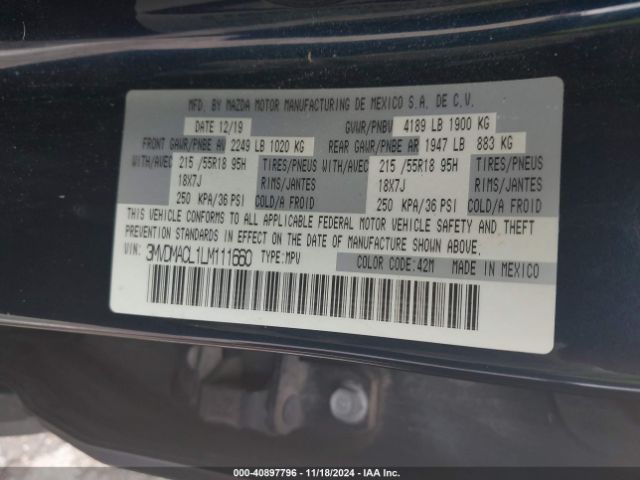 MFD. BY MAZDA MOTOR MANUFACTURING DE MEXICO S.A. DE C.V.
DATE 12/19 GVWR/PNBV 4189 LB 1900 KG
FRONT GAWR/PNBE AV 2249 LB 1020 KG REAR GAWR/PNBE AR 1947 LB 883 KG
WITH/AVEC 215 /55R18 95H TIRES/PNEUS WITH/AVEC 215 /55R18 95H TIRES/PNEUS
18X7J RIMS/JANTES 18X7J RIMS/JANTES
250 KPA/36 PSI COLD/A FROID 250 KPA/36 PSI COLD/A FROID
THIS VEHICLE CONFORMS TO ALL APPLICABLE FEDERAL MOTOR VEHICLE SAFETY AND THEFT
PREVENTION STANDARDS IN EFFECT ON THE DATE OF MANUFACTURE SHOWN ABOVE.
VIN: 3MVDMACL1LM111660 TYPE:MPV
COLOR CODE:42M MADE IN MEXICO
© - 40897796 - 11/18/2024 - IAA Inc.